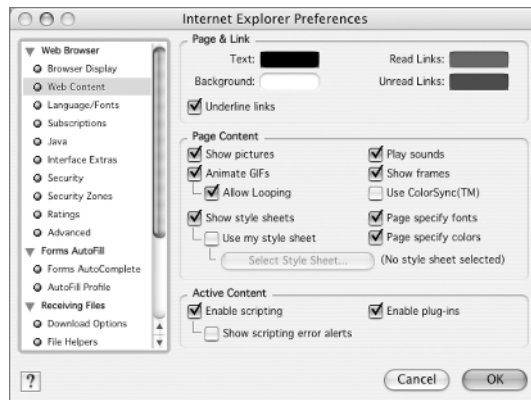 Internet Explorer Preferences
Web Browser
Browser Display
Web Content
Language/Fonts
Subscriptions
Java
Interface Extras
Security
Security Zones
Ratings
Advanced
Forms AutoFill
Forms AutoComplete
AutoFill Profile
Receiving Files
Download Options
File Helpers
Page & Link
Text:
Read Links:
Background:
Unread Links:
Underline links
Page Content
Show pictures
Play sounds
Animate GIFs
Show frames
Allow Looping
Use ColorSync(TM)
Show style sheets
Page specify fonts
Use my style sheet
Page specify colors
Select Style Sheet...
(No style sheet selected)
Active Content
Enable scripting
Enable plug-ins
Show scripting error alerts
?
Cancel
OK